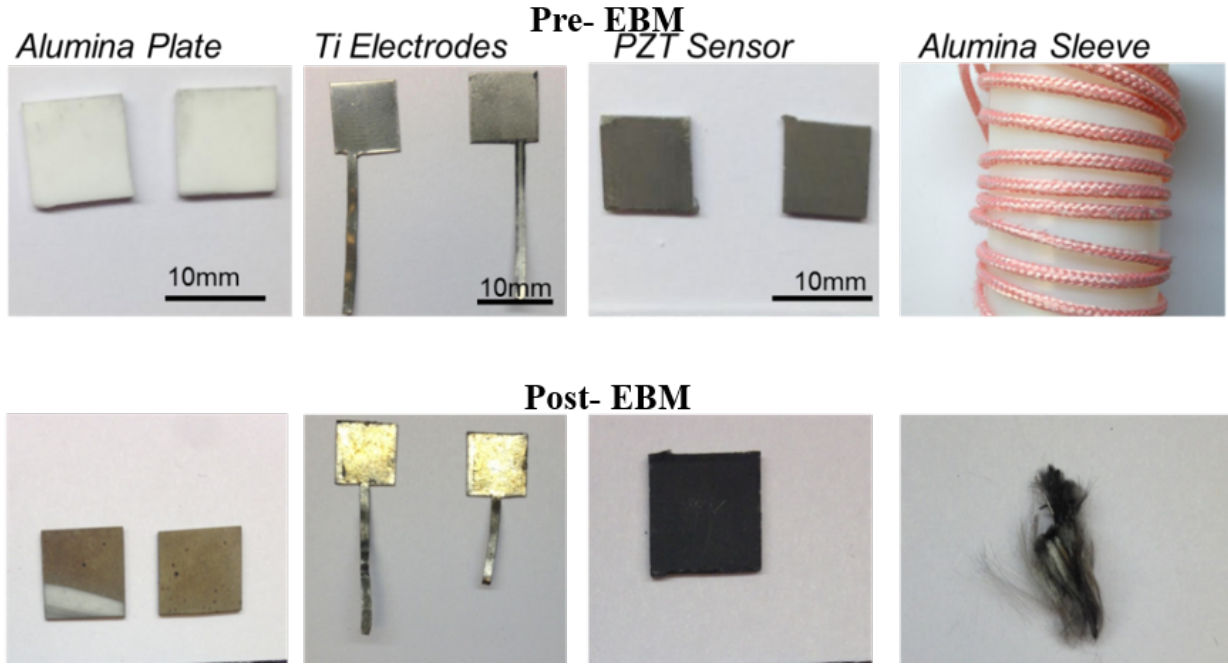 Pre- EBM
Alumina Plate
Ti Electrodes
PZT Sensor
Alumina Sleeve
10mm
10mm
10mm
Post- EBM